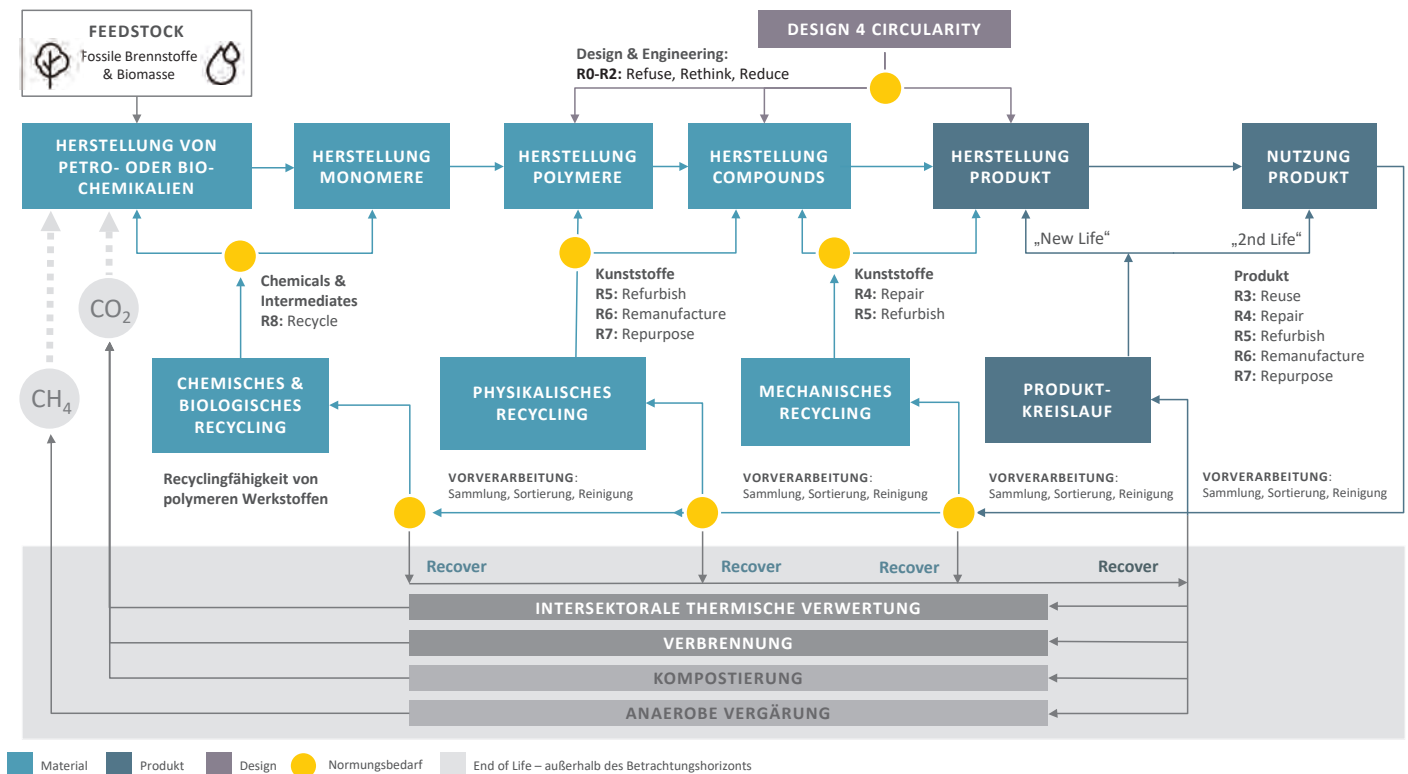 FEEDSTOCK
Fossile Brennstoffe
& Biomasse
DESIGN 4 CIRCULARITY
Design & Engineering:
R0-R2: Refuse, Rethink, Reduce
HERSTELLUNG VON
PETRO- ODER BIO-
CHEMIKALIEN
HERSTELLUNG
MONOMERE
HERSTELLUNG
POLYMERE
HERSTELLUNG
COMPOUNDS
HERSTELLUNG
PRODUKT
NUTZUNG
PRODUKT
„New Life“
„2nd Life“
Chemicals &
Intermediates
R8: Recycle
Kunststoffe
R5: Refurbish
R6: Remanufacture
R7: Repurpose
Kunststoffe
R4: Repair
R5: Refurbish
Produkt
R3: Reuse
R4: Repair
R5: Refurbish
R6: Remanufacture
R7: Repurpose
CO2
CH4
CHEMISCHES &
BIOLOGISCHES
RECYCLING
PHYSIKALISCHES
RECYCLING
MECHANISCHES
RECYCLING
PRODUKT-
KREISLAUF
Recyclingfähigkeit von
polymeren Werkstoffen
VORVERARBEITUNG:
Sammlung, Sortierung, Reinigung
VORVERARBEITUNG:
Sammlung, Sortierung, Reinigung
VORVERARBEITUNG:
Sammlung, Sortierung, Reinigung
VORVERARBEITUNG:
Sammlung, Sortierung, Reinigung
Recover
Recover
Recover
Recover
INTERSEKTORALE THERMISCHE VERWERTUNG
VERBRENNUNG
KOMPOSTIERUNG
ANAEROBE VERGÄRUNG
Material
Produkt
Design
Normungsbedarf
End of Life – außerhalb des Betrachtungshorizonts